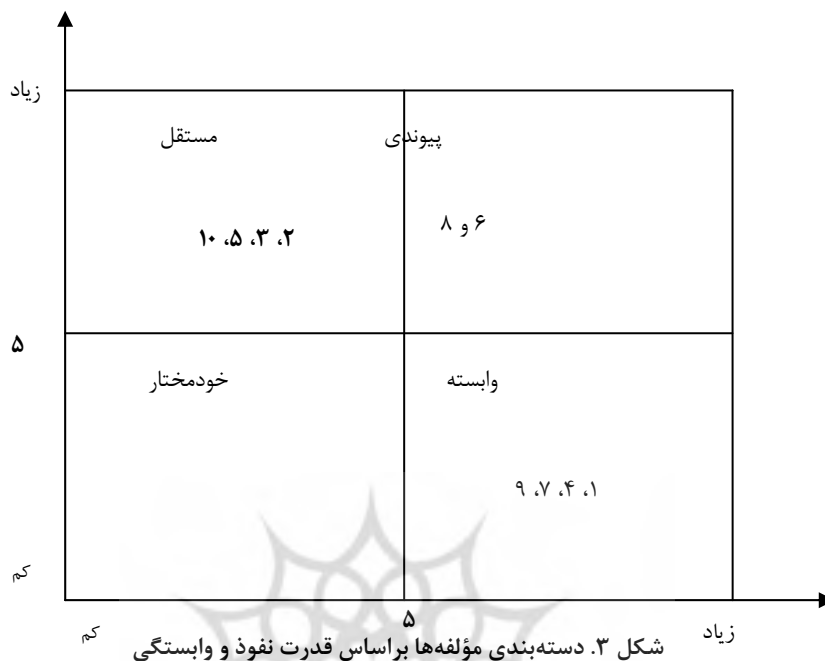 زیاد
مستقل
پیوندی
۲، ۳، ۵، ۱۰
۶ و ۸
۵
خودمختار
وابسته
۱، ۴، ۷، ۹
کم
کم
۵
زیاد
شکل ۳. دسته‌بندی مؤلفه‌ها براساس قدرت نفوذ و وابستگی